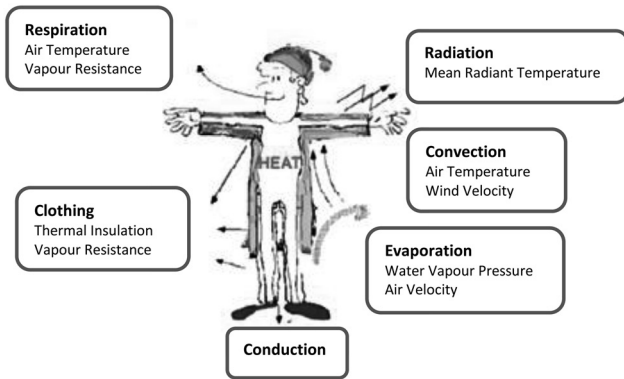 Respiration
Air Temperature
Vapour Resistance
Radiation
Mean Radiant Temperature
HEAT
Convection
Air Temperature
Wind Velocity
Clothing
Thermal Insulation
Vapour Resistance
Evaporation
Water Vapour Pressure
Air Velocity
Conduction